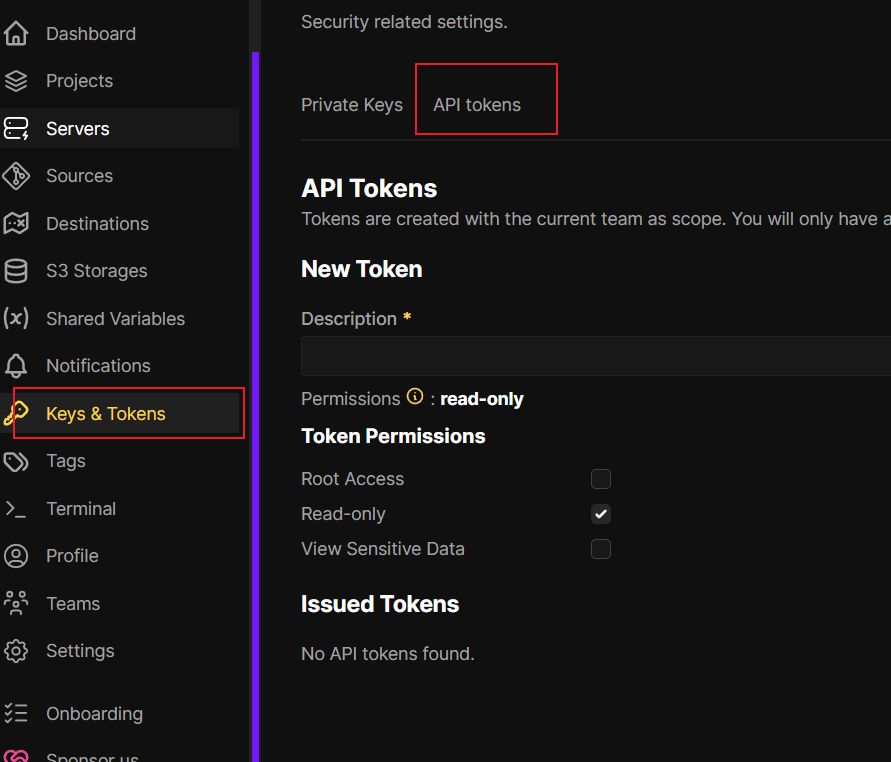 Dashboard
Projects
Servers
Sources
Destinations
S3 Storages
Shared Variables
Notifications
Keys & Tokens
Tags
Terminal
Profile
Teams
Settings
Onboarding
Sponsor us
Security related settings.
Private Keys API tokens
API Tokens
Tokens are created with the current team as scope. You will only have a
New Token
Description *
Permissions : read-only
Token Permissions
Root Access
Read-only
View Sensitive Data
Issued Tokens
No API tokens found.